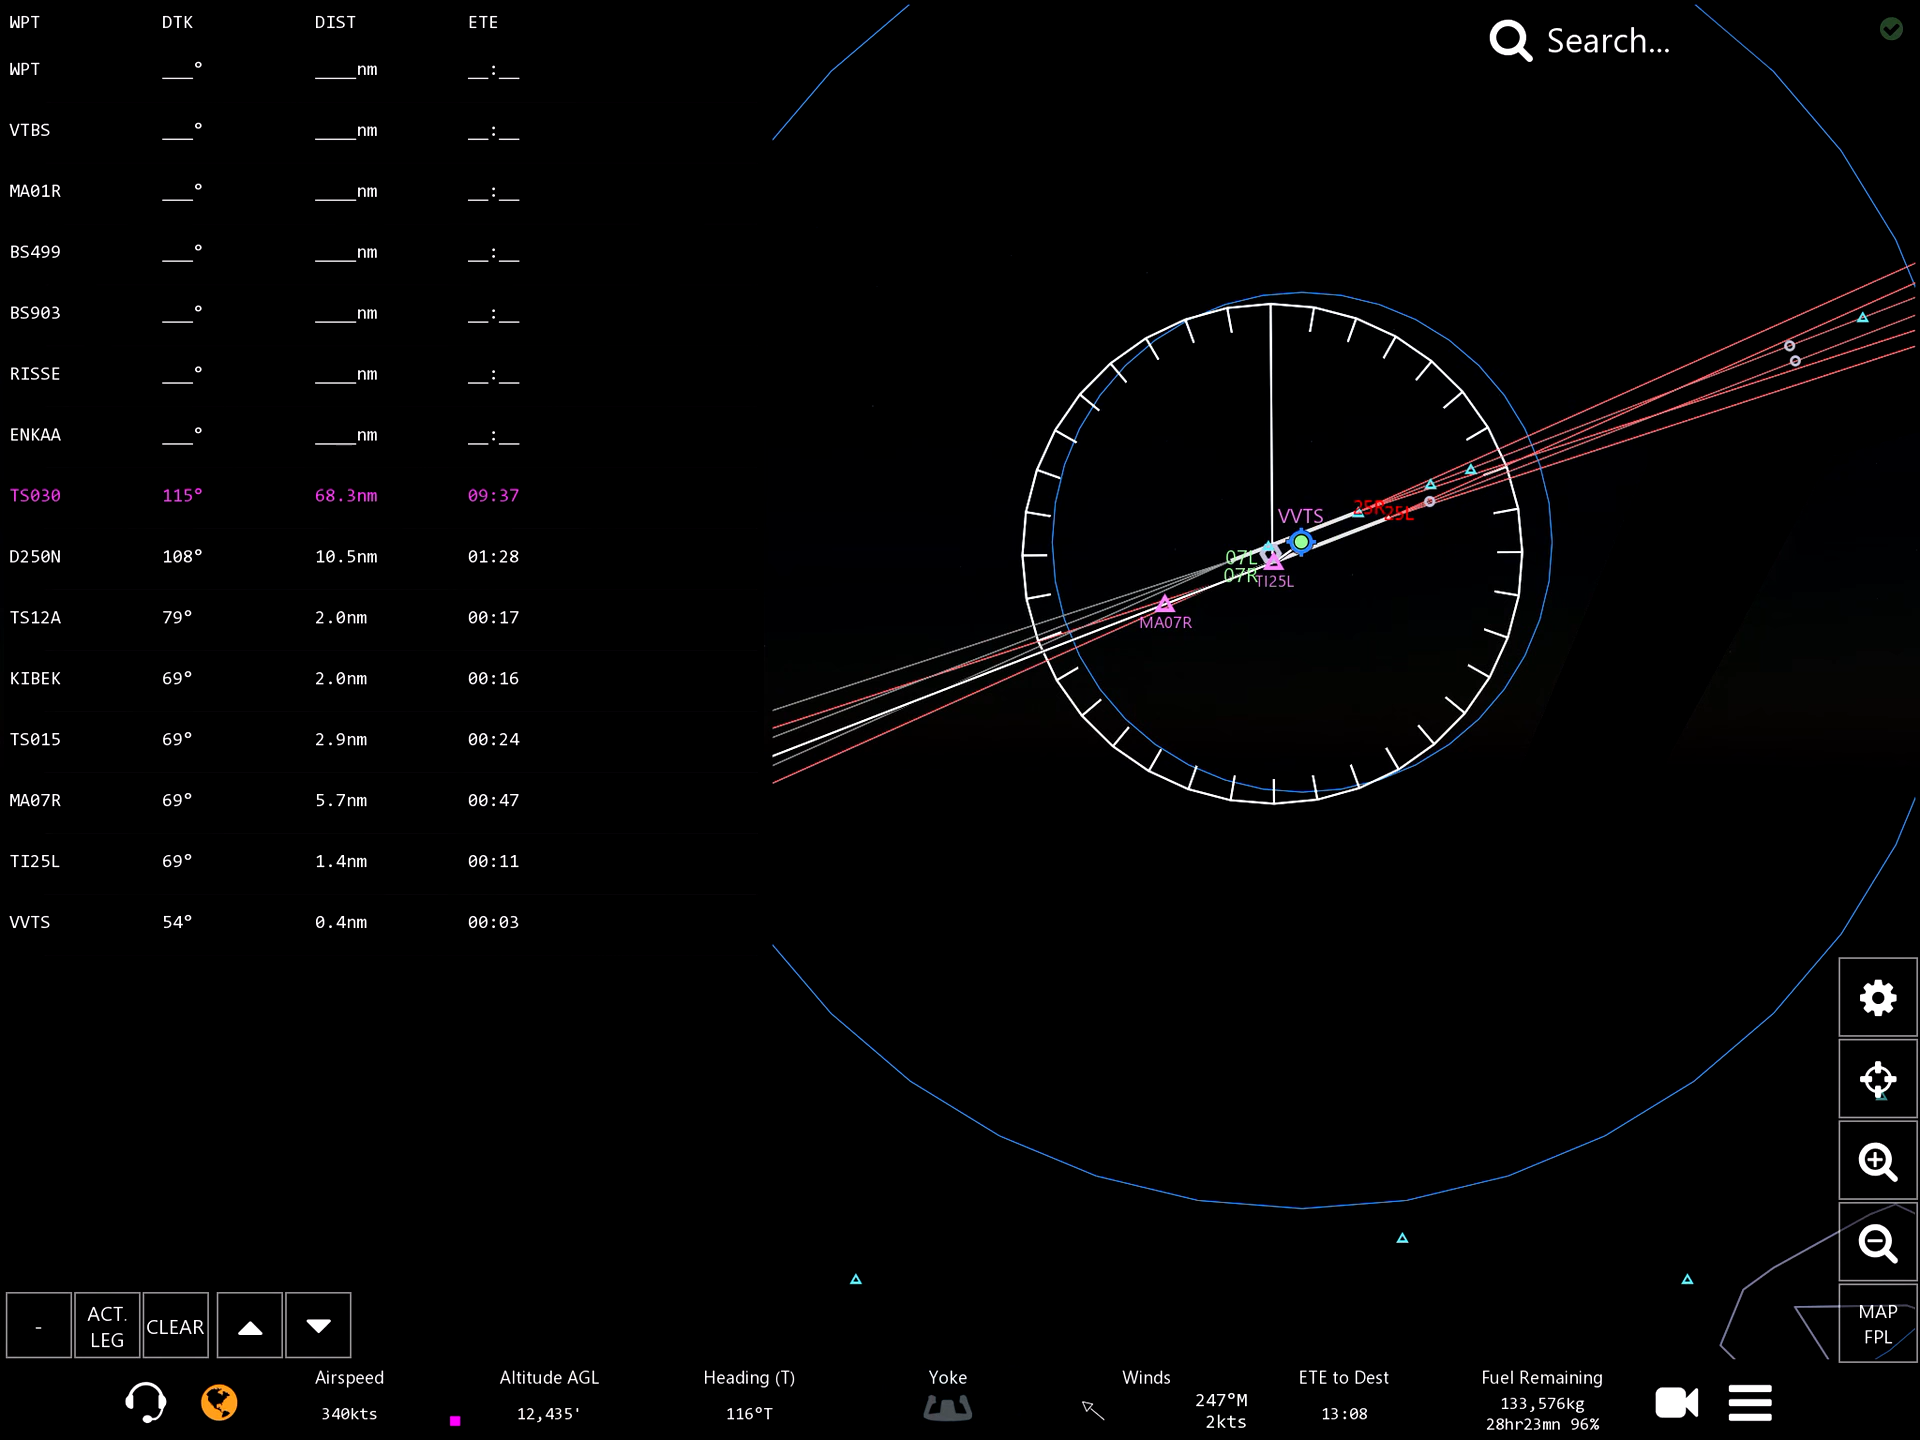 WPT DTK DIST ETE
WPT ___° ____nm __:__
VTBS ___° ____nm __:__
MA01R ___° ____nm __:__
BS499 ___° ____nm __:__
BS903 ___° ____nm __:__
RISSE ___° ____nm __:__
ENKAA ___° ____nm __:__
TS030 115° 68.3nm 09:37
D250N 108° 10.5nm 01:28
TS12A 79° 2.0nm 00:17
KIBEK 69° 2.0nm 00:16
TS015 69° 2.9nm 00:24
MA07R 69° 5.7nm 00:47
TI25L 69° 1.4nm 00:11
VVTS 54° 0.4nm 00:03
Search...
25R
25L
VVTS
07L
07R
TI25L
MA07R
-
ACT.
LEG
CLEAR
MAP
FPL
Airspeed
340kts
Altitude AGL
12,435'
Heading (T)
116°T
Yoke
Winds
247°M
2kts
ETE to Dest
13:08
Fuel Remaining
133,576kg
28hr23mn 96%